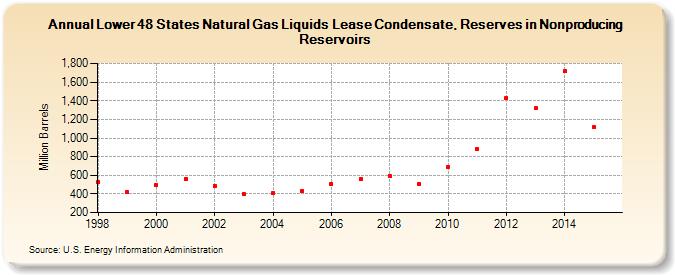 Annual Lower 48 States Natural Gas Liquids Lease Condensate, Reserves in Nonproducing
Reservoirs
Million Barrels
1,800
1,600
1,400
1,200
1,000
800
600
400
200
1998 2000 2002 2004 2006 2008 2010 2012 2014
Source: U.S. Energy Information Administration